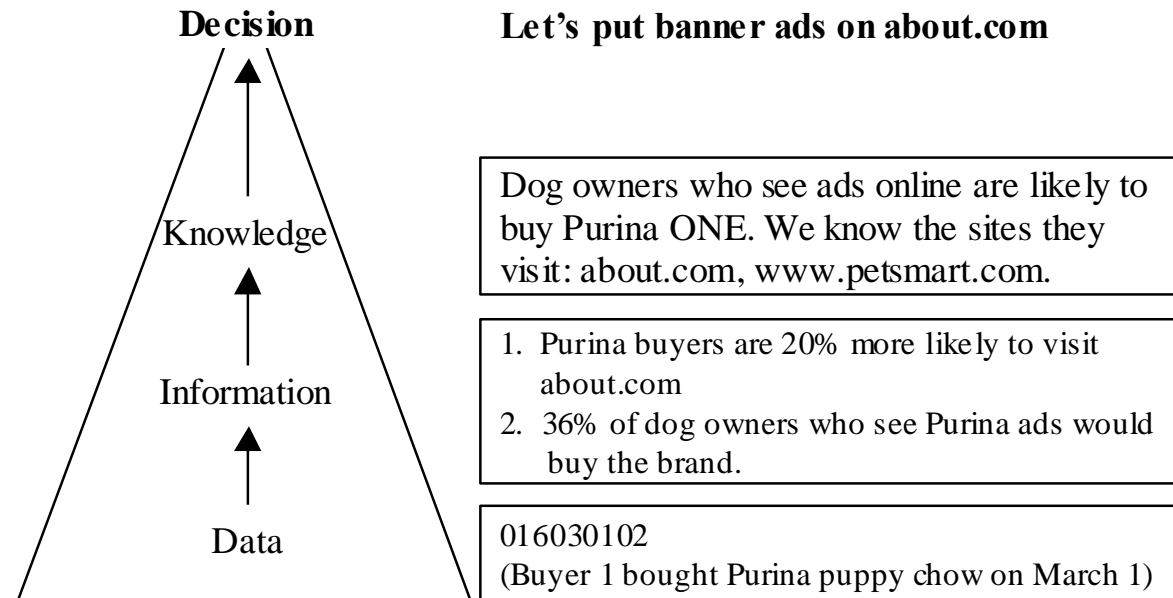 Decision
Let's put banner ads on about.com
Knowledge
Dog owners who see ads online are likely to
buy Purina ONE. We know the sites they
visit: about.com, www.petsmart.com.
Information
1. Purina buyers are 20% more likely to visit
about.com
2. 36% of dog owners who see Purina ads would
buy the brand.
Data
016030102
(Buyer 1 bought Purina puppy chow on March 1)